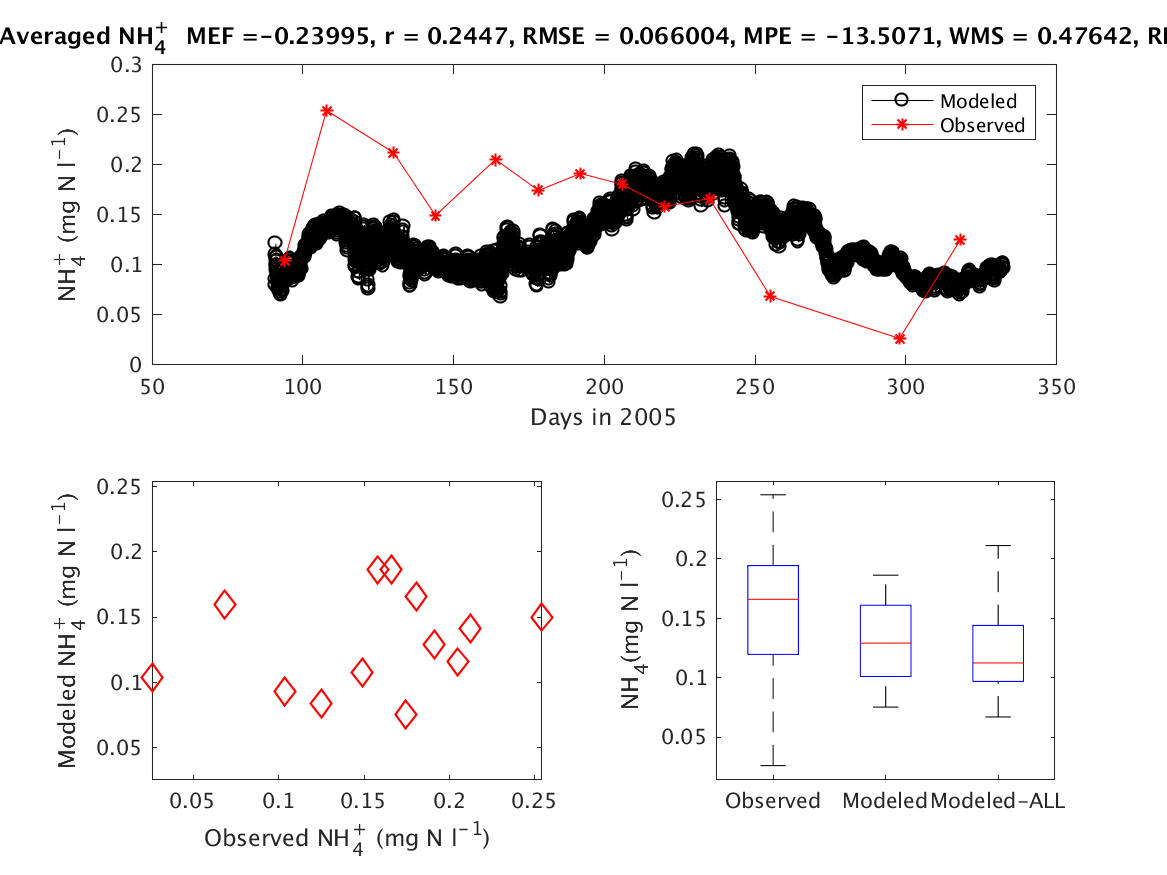 Averaged NH4+ MEF =-0.23995, r = 0.2447, RMSE = 0.066004, MPE = -13.5071, WMS = 0.47642,
0.3
0.25
0.2
0.15
0.1
0.05
0
NH4+ (mg N l−1)
Modeled
Observed
50 100 150 200 250 300 350
Days in 2005
0.25
0.2
0.15
0.1
0.05
Modeled NH4+ (mg N l−1)
0.05 0.1 0.15 0.2 0.25
Observed NH4+ (mg N l−1)
0.25
0.2
0.15
0.1
0.05
NH4(mg N l−1)
Observed Modeled Modeled-ALL